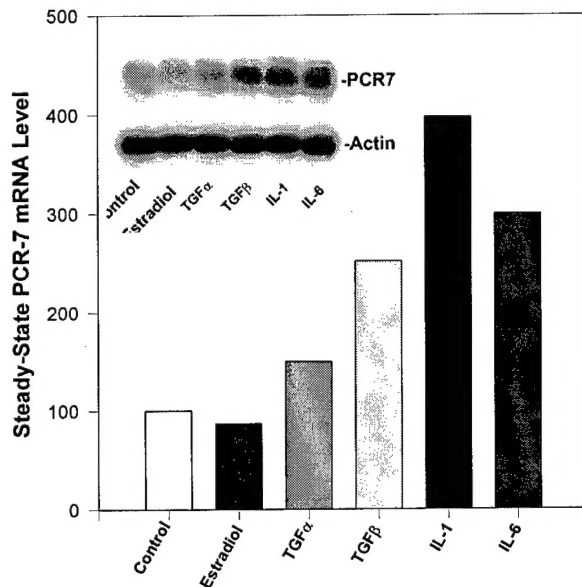 500
400
300
200
100
0
Steady-State PCR-7 mRNA Level
-PCR7
-Actin
ontrol
Estradiol
TGFα
TGFβ
IL-1
IL-6
Control
Estradiol
TGFα
TGFβ
IL-1
IL-6